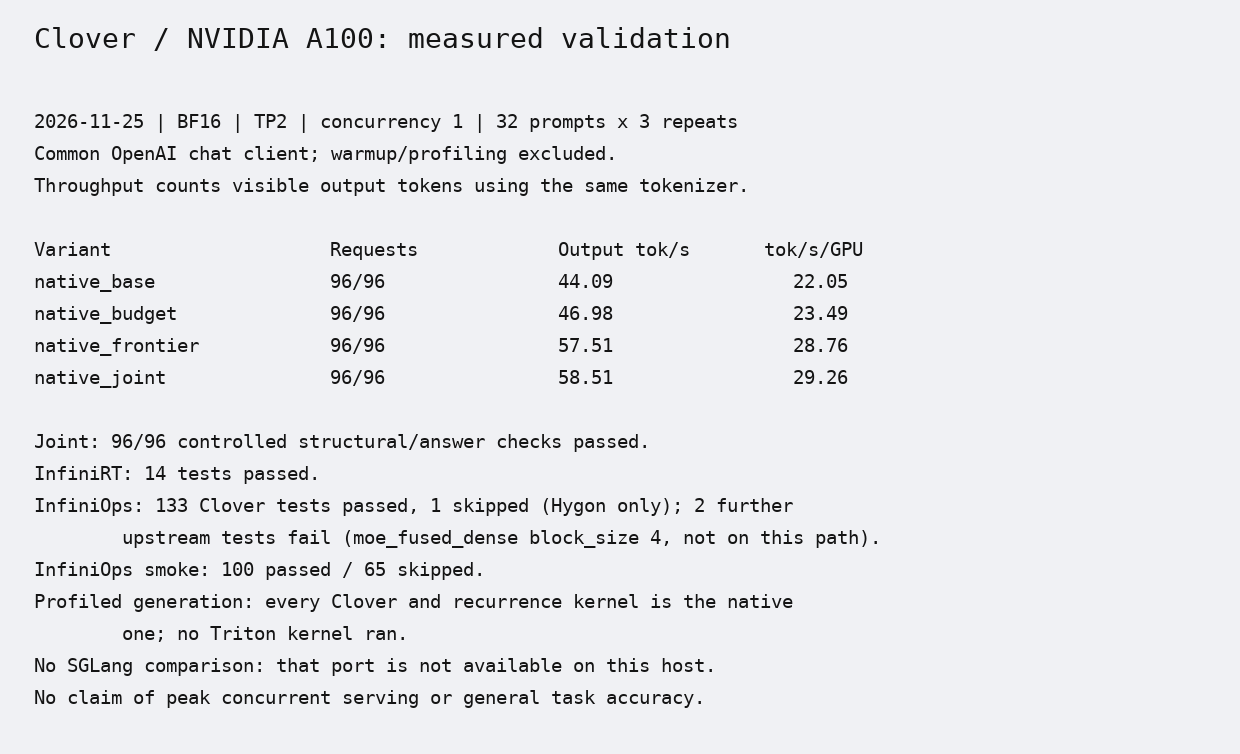 Clover / NVIDIA A100: measured validation
2026-11-25 | BF16 | TP2 | concurrency 1 | 32 prompts x 3 repeats
Common OpenAI chat client; warmup/profiling excluded.
Throughput counts visible output tokens using the same tokenizer.
Variant Requests Output tok/s tok/s/GPU
native_base 96/96 44.09 22.05
native_budget 96/96 46.98 23.49
native_frontier 96/96 57.51 28.76
native_joint 96/96 58.51 29.26
Joint: 96/96 controlled structural/answer checks passed.
InfiniRT: 14 tests passed.
InfiniOps: 133 Clover tests passed, 1 skipped (Hygon only); 2 further
upstream tests fail (moe_fused_dense block_size 4, not on this path).
InfiniOps smoke: 100 passed / 65 skipped.
Profiled generation: every Clover and recurrence kernel is the native
one; no Triton kernel ran.
No SGLang comparison: that port is not available on this host.
No claim of peak concurrent serving or general task accuracy.